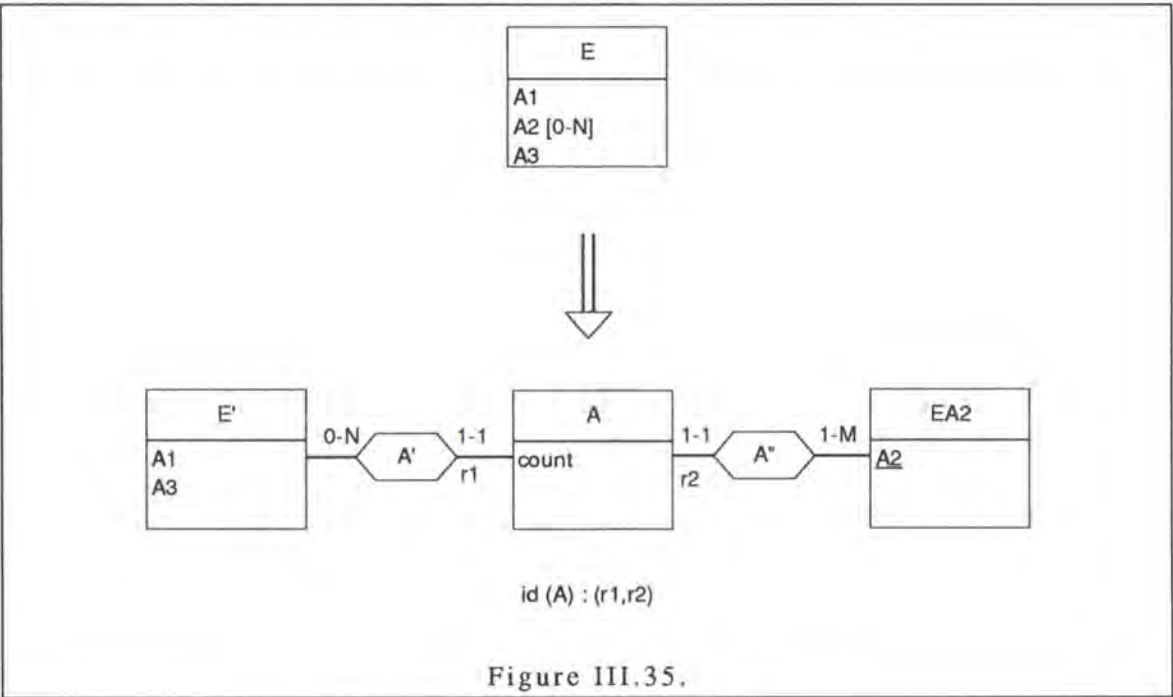 E
A1
A2 [0-N]
A3
E'
A1
A3
0-N
A'
1-1
r1
A
count
1-1
r2
A"
1-M
EA2
A2
id (A) : (r1,r2)
Figure III.35.